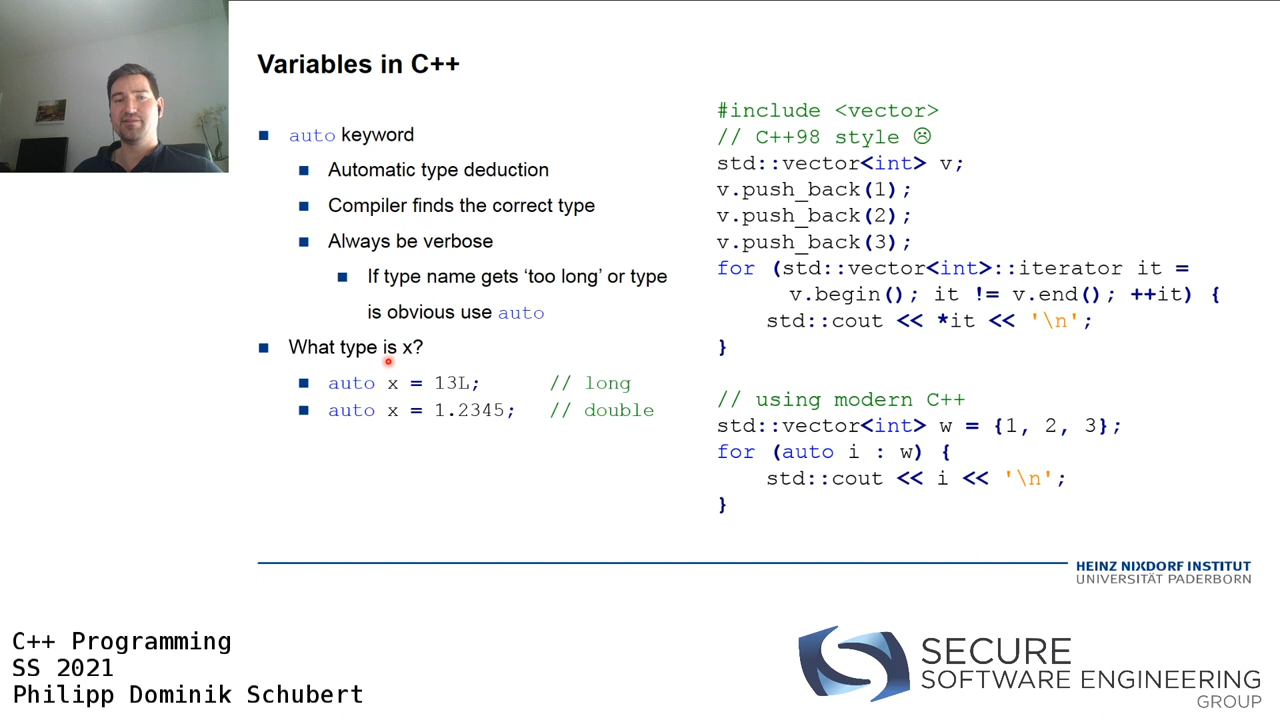 Variables in C++
auto keyword
Automatic type deduction
Compiler finds the correct type
Always be verbose
If type name gets ‘too long’ or type
is obvious use auto
What type is x?
auto x = 13L; // long
auto x = 1.2345; // double
#include <vector>
// C++98 style ☹
std::vector<int> v;
v.push_back(1);
v.push_back(2);
v.push_back(3);
for (std::vector<int>::iterator it =
v.begin(); it != v.end(); ++it) {
std::cout << *it << '\n';
}
// using modern C++
std::vector<int> w = {1, 2, 3};
for (auto i : w) {
std::cout << i << '\n';
}
HEINZ NIXDORF INSTITUT
UNIVERSITÄT PADERBORN
C++ Programming
SS 2021
Philipp Dominik Schubert
SECURE
SOFTWARE ENGINEERING
GROUP